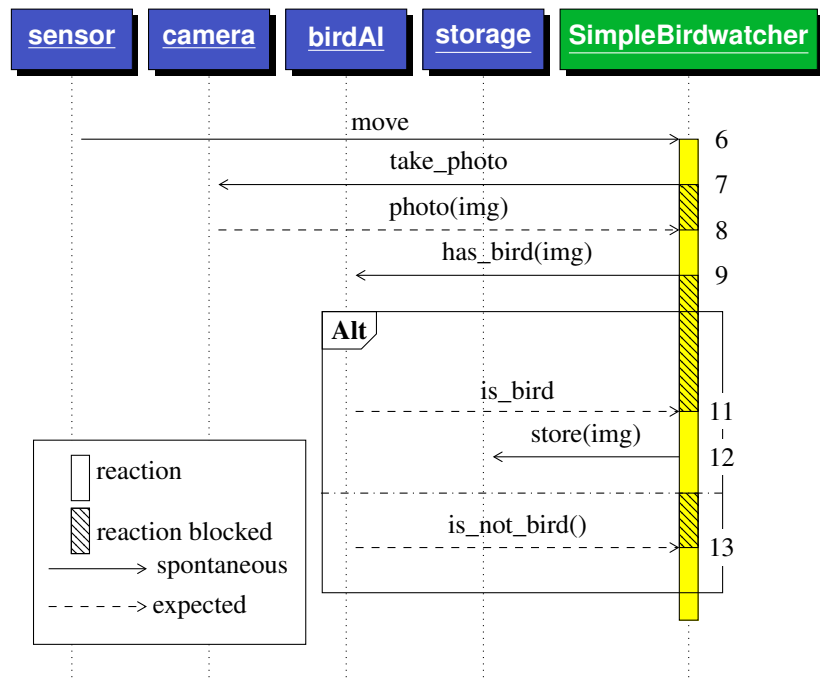 sensor camera birdAI storage SimpleBirdwatcher
move 6
take_photo 7
photo(img) 8
has_bird(img) 9
Alt
is_bird 11
store(img) 12
is_not_bird() 13
reaction
reaction blocked
spontaneous
expected